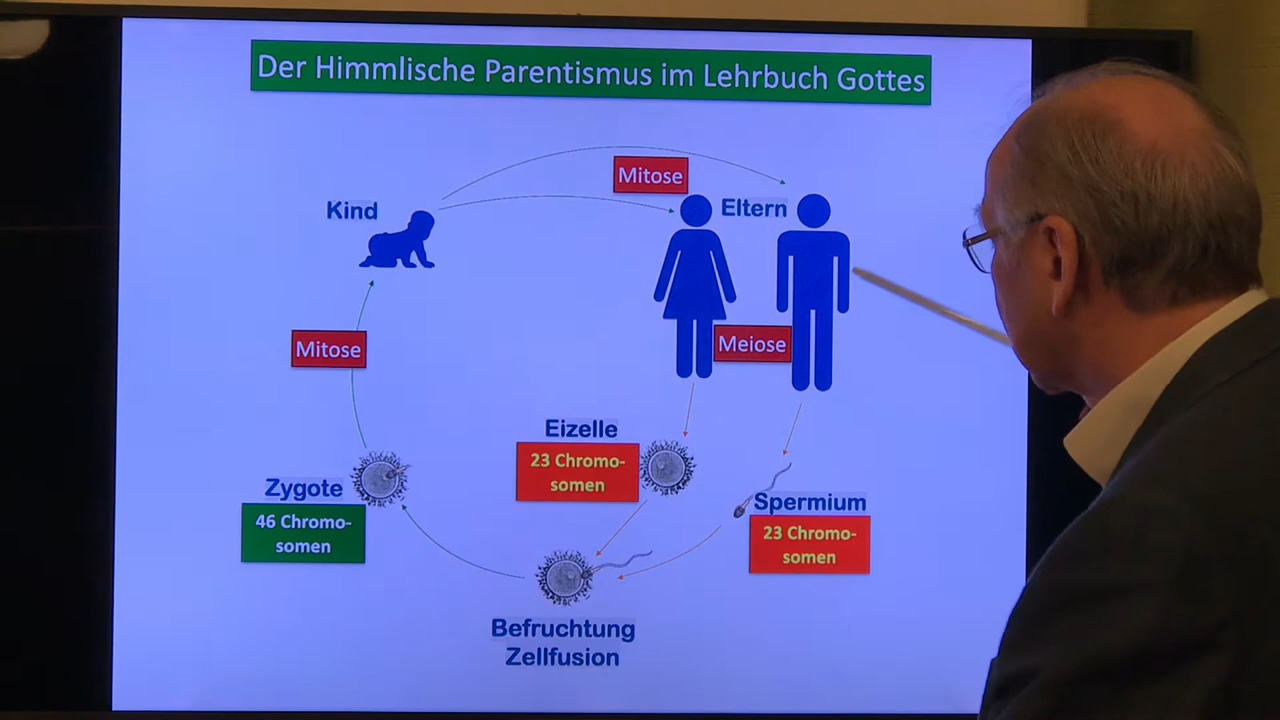 Der Himmlische Parentismus im Lehrbuch Gottes
Mitose
Kind
Eltern
Mitose
Meiose
Eizelle
23 Chromo-
somen
Zygote
46 Chromo-
somen
Spermium
23 Chromo-
somen
Befruchtung
Zellfusion